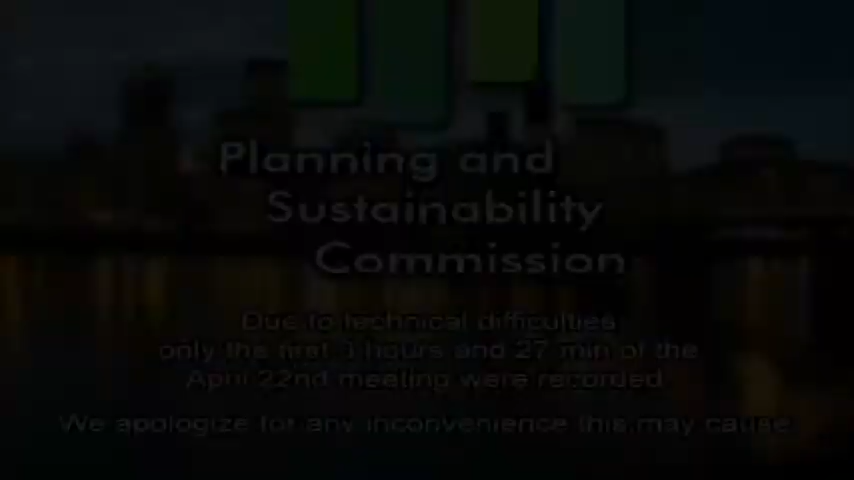 Planning and
Sustainability
Commission
Due to technical difficulties
only the first 3 hours and 27 min of the
April 22nd meeting were recorded
We apologize for any inconvenience this may cause.